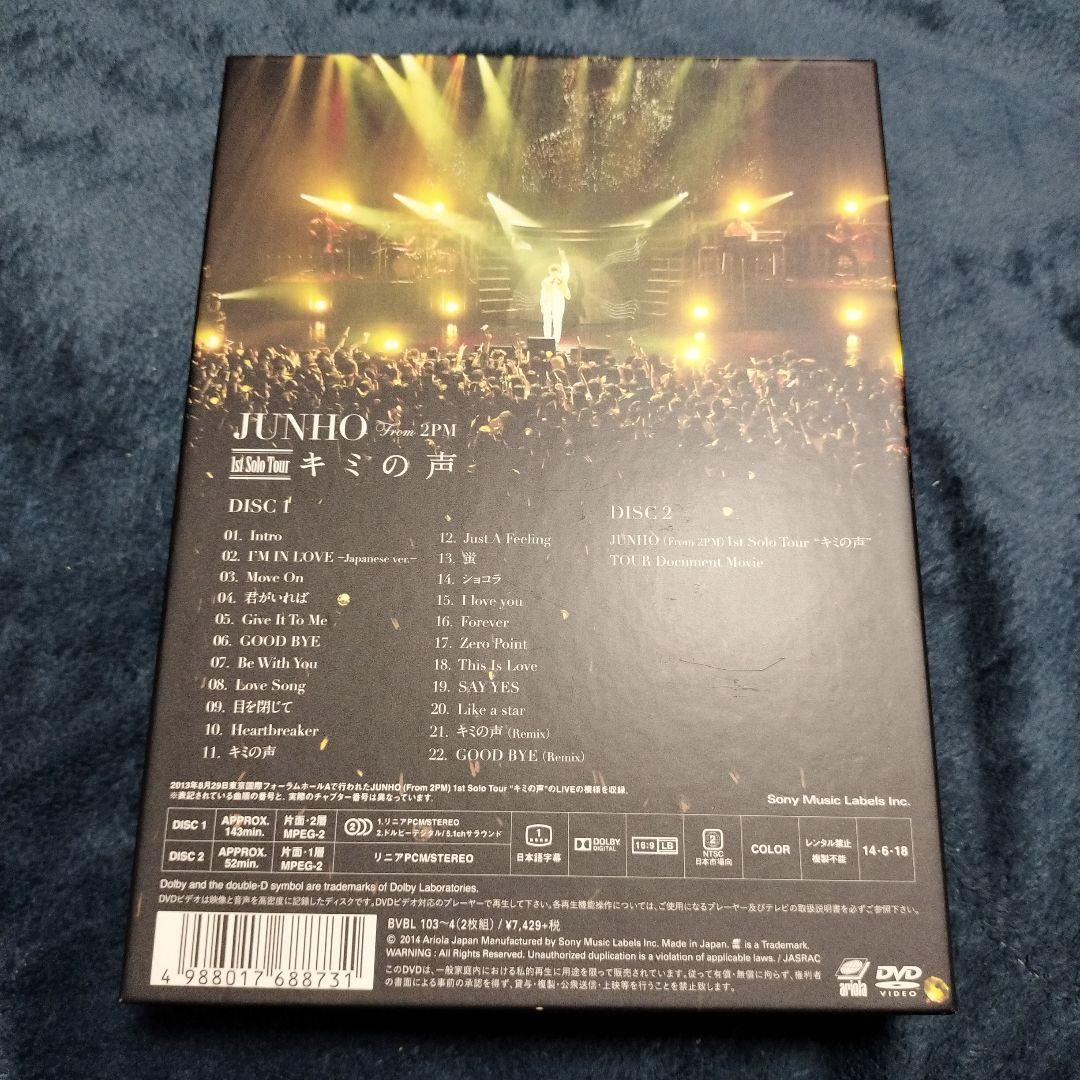 JUNHO From 2PM
1st Solo Tour キミの声
DISC 1
01. Intro
02. I'M IN LOVE –Japanese ver.–
03. Move On
04. 君がいれば
05. Give It To Me
06. GOOD BYE
07. Be With You
08. Love Song
09. 目を閉じて
10. Heartbreaker
11. キミの声
12. Just A Feeling
13. 蛍
14. ショコラ
15. I love you
16. Forever
17. Zero Point
18. This Is Love
19. SAY YES
20. Like a star
21. キミの声 (Remix)
22. GOOD BYE (Remix)
DISC 2
JUNHO (From 2PM) 1st Solo Tour “キミの声”
TOUR Document Movie
2013年8月29日東京国際フォーラムホールAで行われたJUNHO (From 2PM) 1st Solo Tour “キミの声”のLIVEの模様を収録。
※表記されている曲順の番号と、実際のチャプター番号は異なっています。
Sony Music Labels Inc.
DISC 1 APPROX. 143min. 片面・2層 MPEG-2 2 1.リニアPCM/STEREO 2.ドルビーデジタル/5.1chサラウンド
DISC 2 APPROX. 52min. 片面・1層 MPEG-2 リニアPCM/STEREO
1 日本語字幕 DOLBY DIGITAL 16:9 LB 2 NTSC 日本市場向 COLOR レンタル禁止 複製不能 14·6·18
Dolby and the double-D symbol are trademarks of Dolby Laboratories.
DVDビデオは映像と音声を高密度に記録したディスクです。DVDビデオ対応のプレーヤーで再生して下さい。各再生機能操作については、ご使用になるプレーヤー及びテレビの取扱説明書を必ずご参照下さい。
BVBL 103〜4(2枚組) / ¥7,429+税
Ⓒ 2014 Ariola Japan Manufactured by Sony Music Labels Inc. Made in Japan. is a Trademark.
WARNING : All Rights Reserved. Unauthorized duplication is a violation of applicable laws. / JASRAC
このDVDは、一般家庭内における私的再生に用途を限って販売されています。従って有償・無償に拘らず、権利者
の書面による事前の承認を得ず、貸与・複製・公衆送信・上映等を行うことを禁止致します。
4 988017 688731
ariola
DVD VIDEO